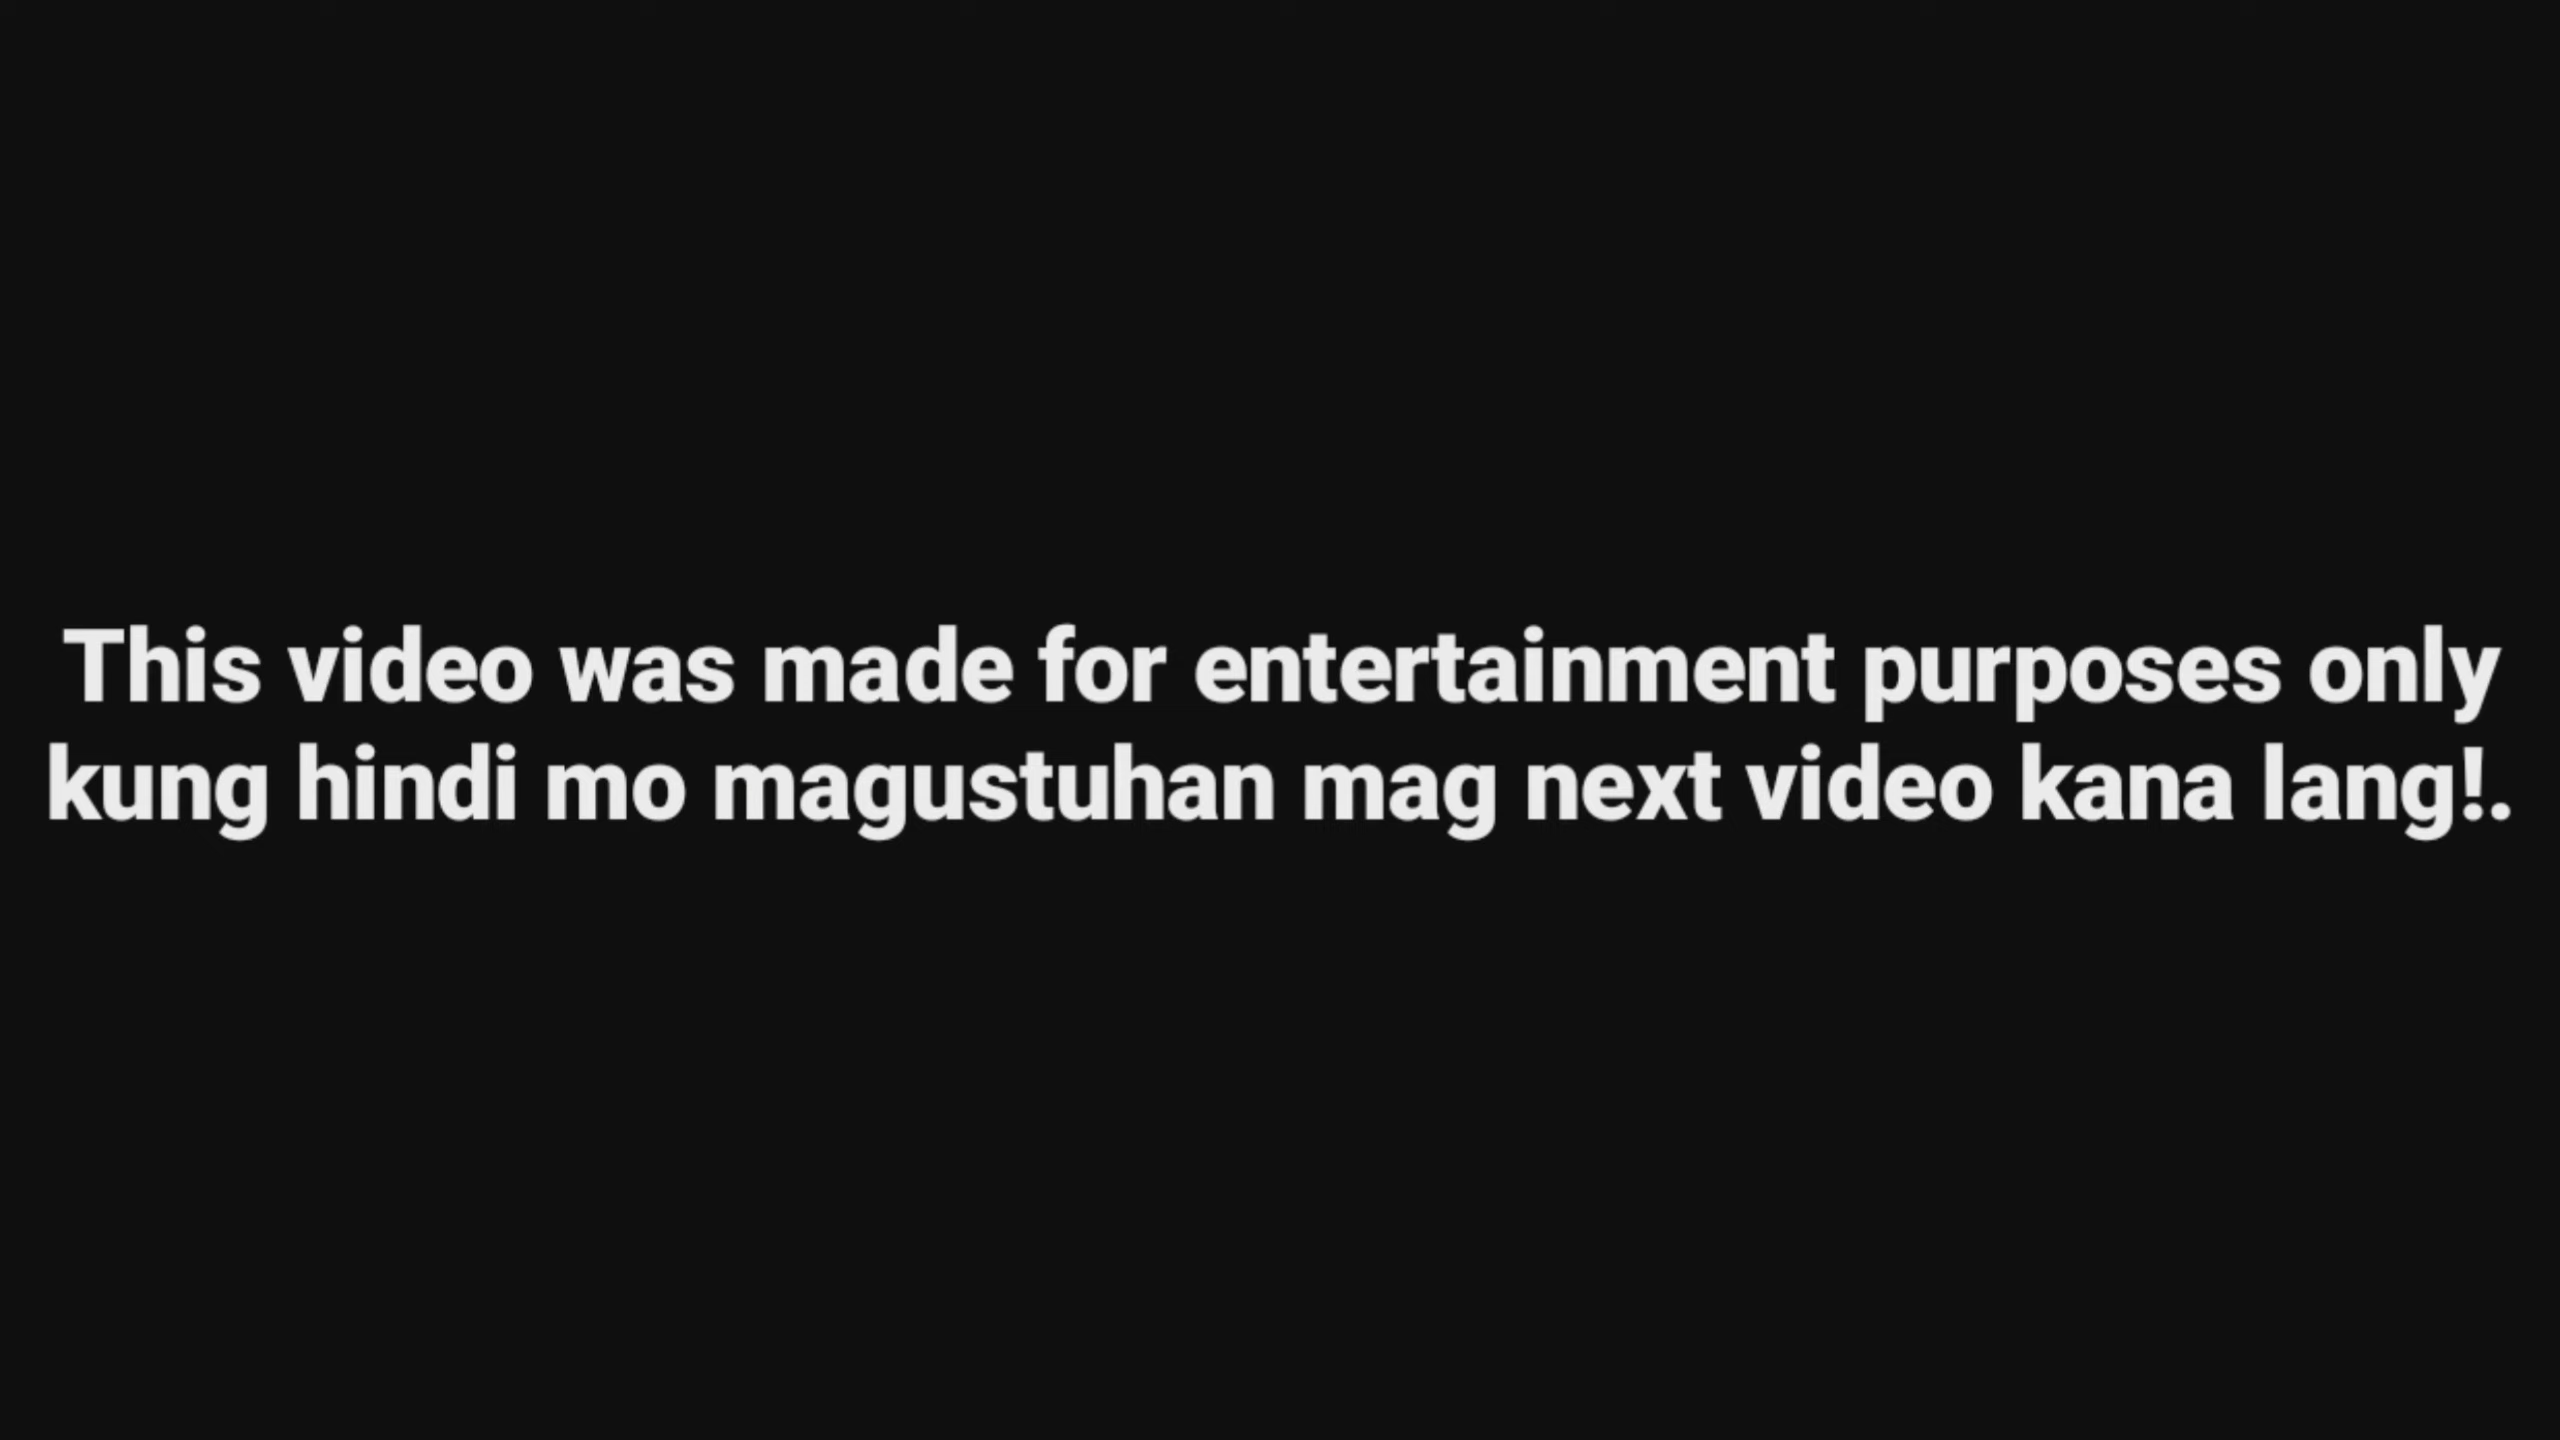 This video was made for entertainment purposes only
kung hindi mo magustuhan mag next video kana lang!.